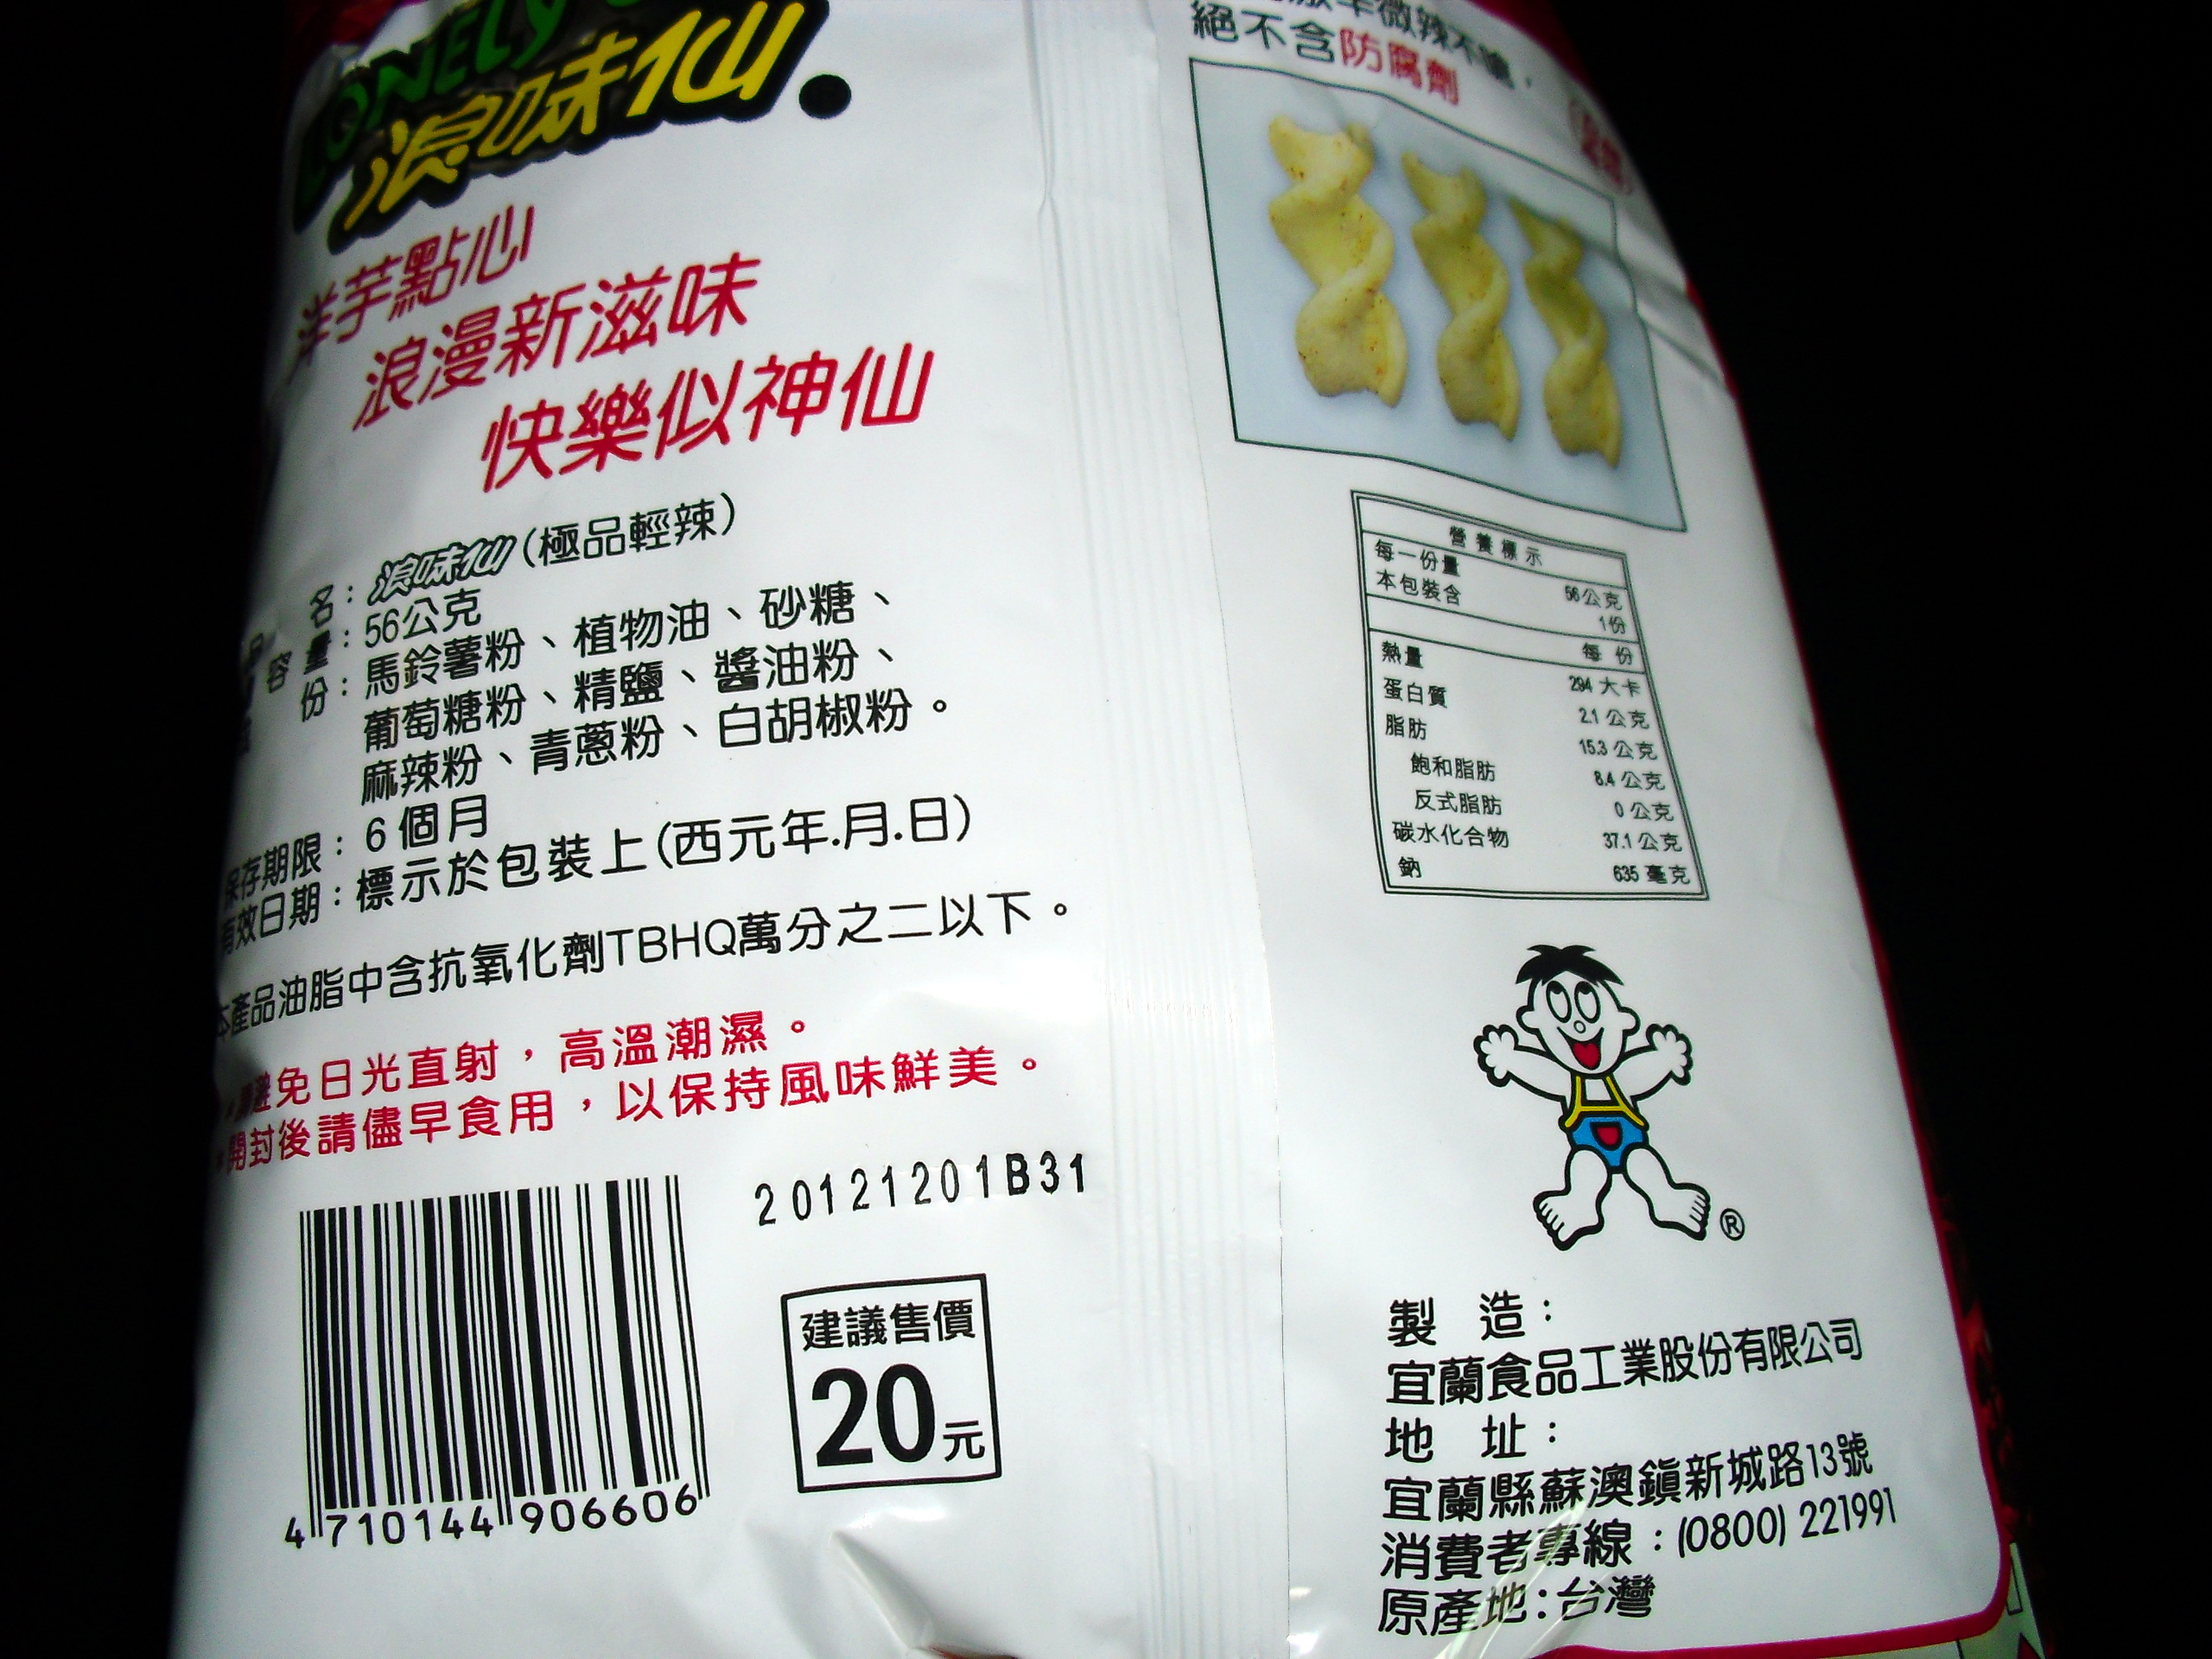 LONELY
浪味仙
洋芋點心
浪漫新滋味
快樂似神仙
品名：浪味仙（極品輕辣）
容量：56公克
份：馬鈴薯粉、植物油、砂糖、
葡萄糖粉、精鹽、醬油粉、
麻辣粉、青蔥粉、白胡椒粉。
保存期限：6個月
有效日期：標示於包裝上(西元年.月.日)
本產品油脂中含抗氧化劑TBHQ萬分之二以下。
避免日光直射，高溫潮濕。
開封後請儘早食用，以保持風味鮮美。
20121201B31
4 710144 906606
建議售價
20元
微辣不嗆，
絕不含防腐劑
營養標示
每一份量 56公克
本包裝含 1份
每份
熱量 294大卡
蛋白質 2.1公克
脂肪 15.3公克
飽和脂肪 8.4公克
反式脂肪 0公克
碳水化合物 37.1公克
鈉 635毫克
®
製造：
宜蘭食品工業股份有限公司
地址：
宜蘭縣蘇澳鎮新城路13號
消費者專線：(0800) 221991
原產地：台灣